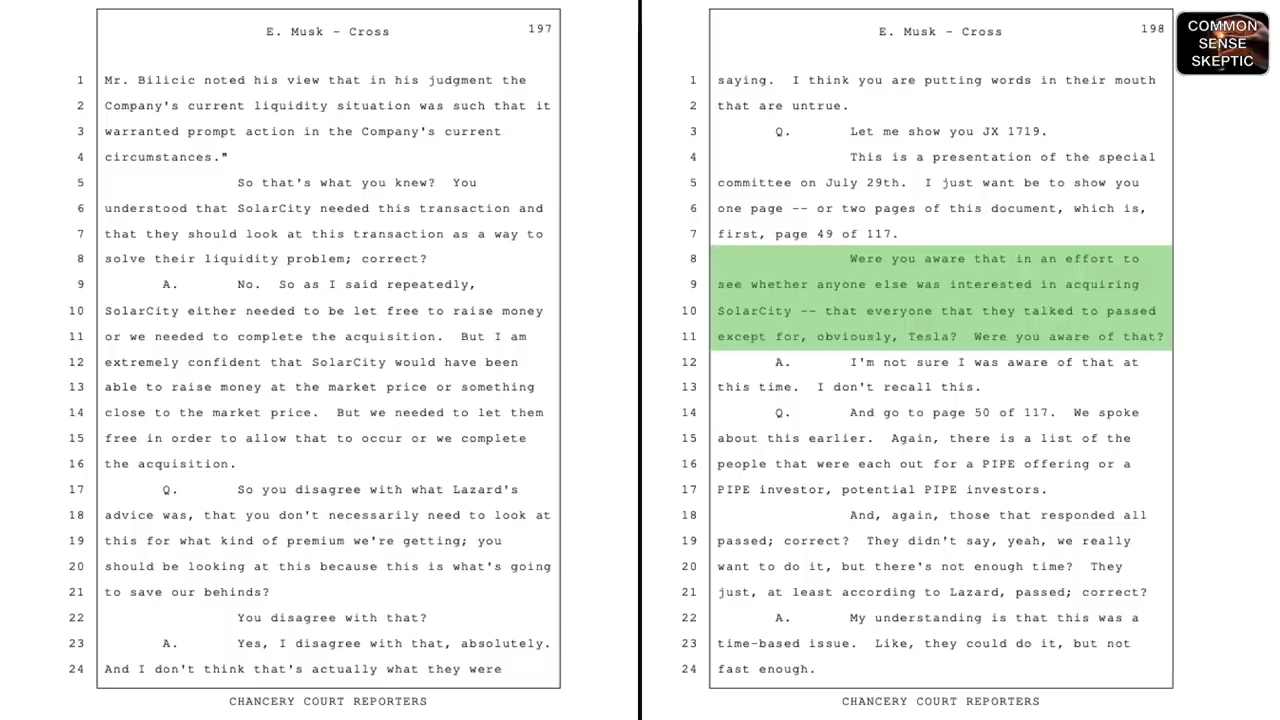 E. Musk - Cross 197
1 Mr. Bilicic noted his view that in his judgment the
2 Company's current liquidity situation was such that it
3 warranted prompt action in the Company's current
4 circumstances."
5 So that's what you knew? You
6 understood that SolarCity needed this transaction and
7 that they should look at this transaction as a way to
8 solve their liquidity problem; correct?
9 A. No. So as I said repeatedly,
10 SolarCity either needed to be let free to raise money
11 or we needed to complete the acquisition. But I am
12 extremely confident that SolarCity would have been
13 able to raise money at the market price or something
14 close to the market price. But we needed to let them
15 free in order to allow that to occur or we complete
16 the acquisition.
17 Q. So you disagree with what Lazard's
18 advice was, that you don't necessarily need to look at
19 this for what kind of premium we're getting; you
20 should be looking at this because this is what's going
21 to save our behinds?
22 You disagree with that?
23 A. Yes, I disagree with that, absolutely.
24 And I don't think that's actually what they were
CHANCERY COURT REPORTERS
E. Musk - Cross 198
1 saying. I think you are putting words in their mouth
2 that are untrue.
3 Q. Let me show you JX 1719.
4 This is a presentation of the special
5 committee on July 29th. I just want be to show you
6 one page -- or two pages of this document, which is,
7 first, page 49 of 117.
8 Were you aware that in an effort to
9 see whether anyone else was interested in acquiring
10 SolarCity -- that everyone that they talked to passed
11 except for, obviously, Tesla? Were you aware of that?
12 A. I'm not sure I was aware of that at
13 this time. I don't recall this.
14 Q. And go to page 50 of 117. We spoke
15 about this earlier. Again, there is a list of the
16 people that were each out for a PIPE offering or a
17 PIPE investor, potential PIPE investors.
18 And, again, those that responded all
19 passed; correct? They didn't say, yeah, we really
20 want to do it, but there's not enough time? They
21 just, at least according to Lazard, passed; correct?
22 A. My understanding is that this was a
23 time-based issue. Like, they could do it, but not
24 fast enough.
CHANCERY COURT REPORTERS
COMMON
SENSE
SKEPTIC